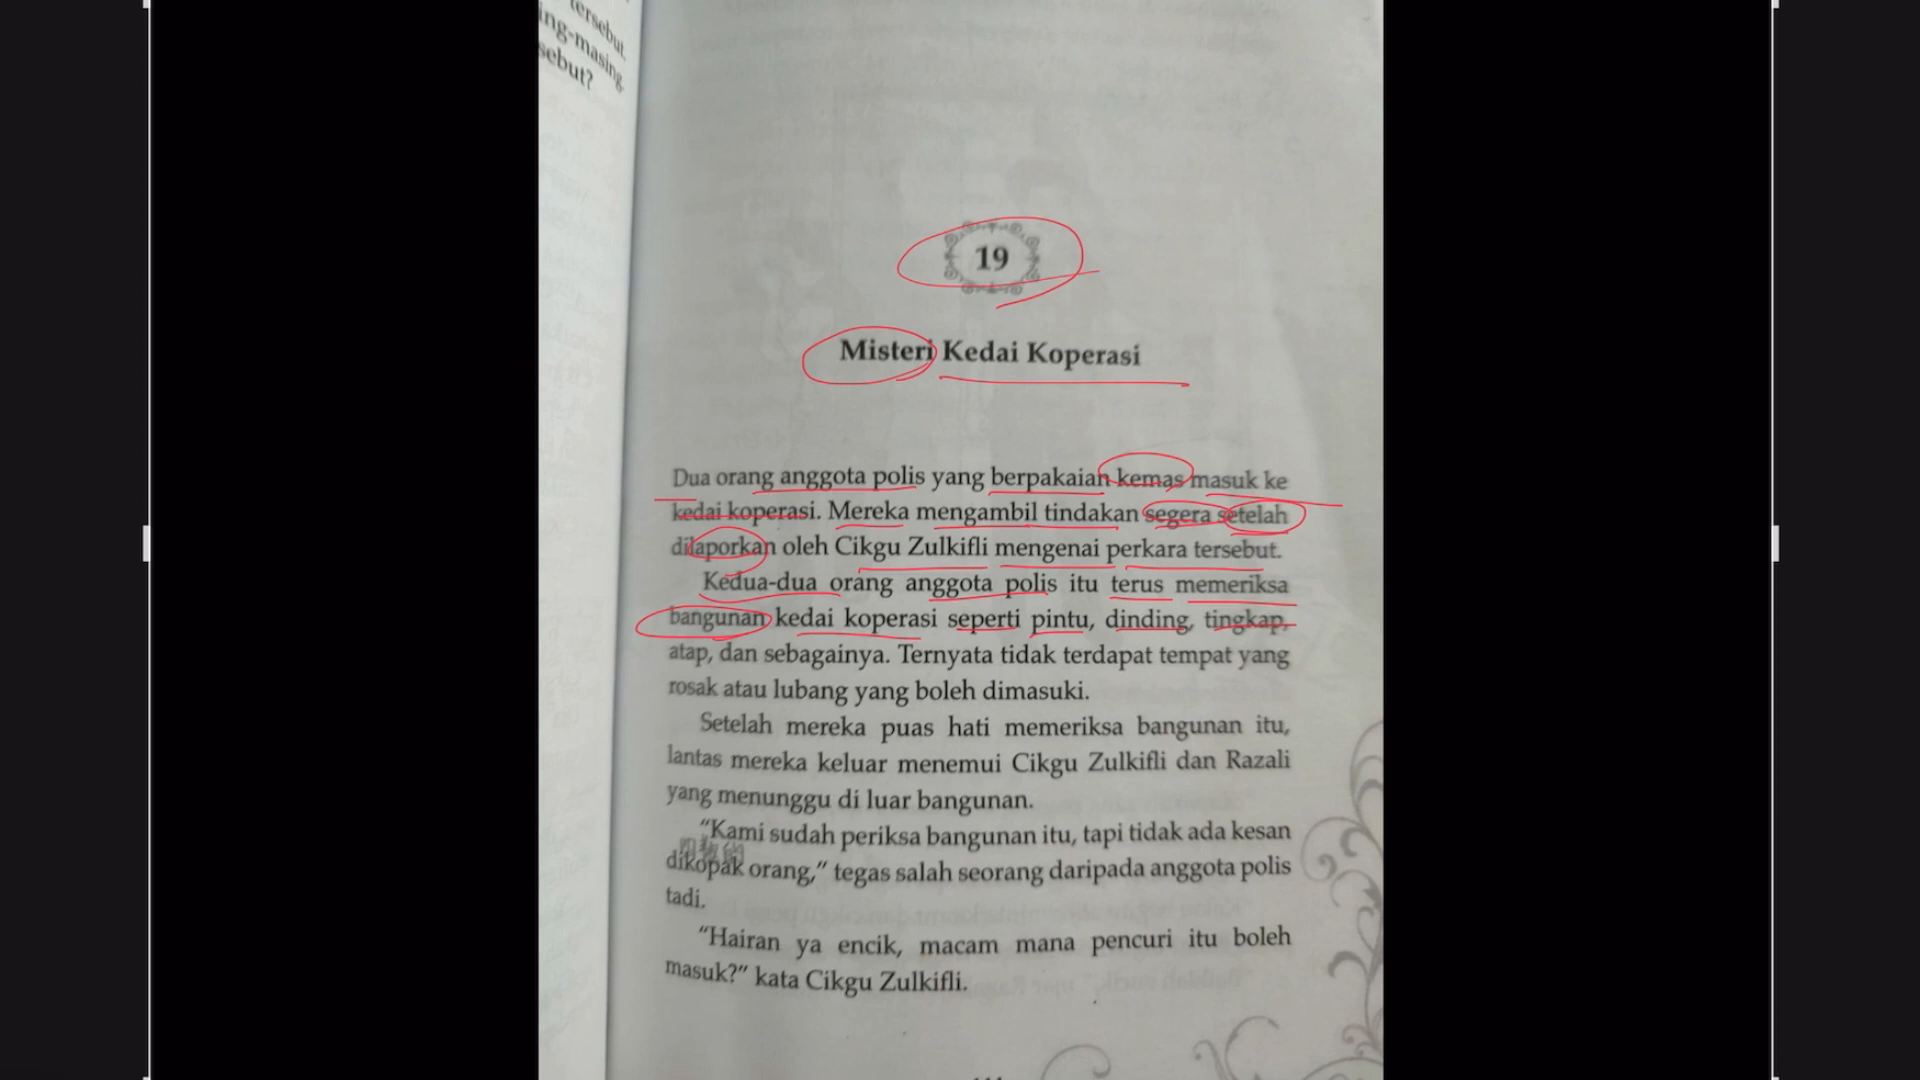 tersebut.
ing-masing
sebut?
19
Misteri Kedai Koperasi
Dua orang anggota polis yang berpakaian kemas masuk ke
kedai koperasi. Mereka mengambil tindakan segera setelah
dilaporkan oleh Cikgu Zulkifli mengenai perkara tersebut.
Kedua-dua orang anggota polis itu terus memeriksa
bangunan kedai koperasi seperti pintu, dinding, tingkap,
atap, dan sebagainya. Ternyata tidak terdapat tempat yang
rosak atau lubang yang boleh dimasuki.
Setelah mereka puas hati memeriksa bangunan itu,
lantas mereka keluar menemui Cikgu Zulkifli dan Razali
yang menunggu di luar bangunan.
“Kami sudah periksa bangunan itu, tapi tidak ada kesan
dikopak orang,” tegas salah seorang daripada anggota polis
tadi.
“Hairan ya encik, macam mana pencuri itu boleh
masuk?” kata Cikgu Zulkifli.